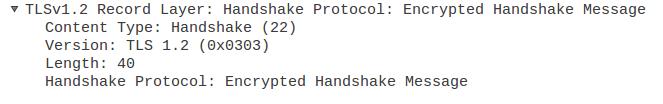 TLSv1.2 Record Layer: Handshake Protocol: Encrypted Handshake Message
Content Type: Handshake (22)
Version: TLS 1.2 (0x0303)
Length: 40
Handshake Protocol: Encrypted Handshake Message